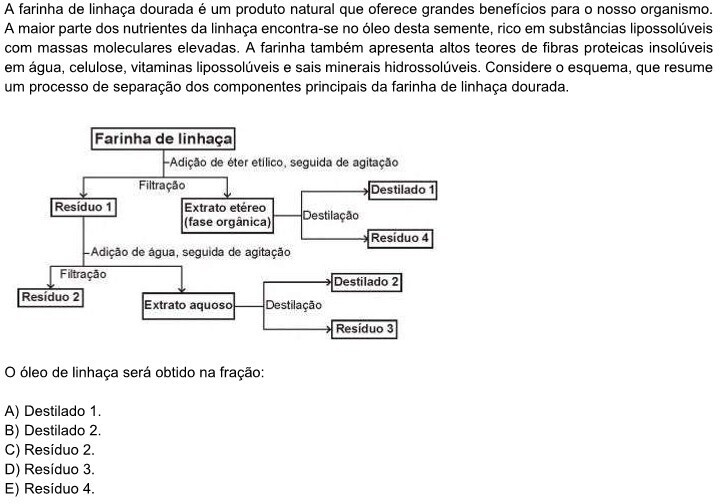 A farinha de linhaça dourada é um produto natural que oferece grandes benefícios para o nosso organismo.
A maior parte dos nutrientes da linhaça encontra-se no óleo desta semente, rico em substâncias lipossolúveis
com massas moleculares elevadas. A farinha também apresenta altos teores de fibras proteicas insolúveis
em água, celulose, vitaminas lipossolúveis e sais minerais hidrossolúveis. Considere o esquema, que resume
um processo de separação dos componentes principais da farinha de linhaça dourada.
Farinha de linhaça
Adição de éter etílico, seguida de agitação
Filtração
Resíduo 1
Extrato etéreo
(fase orgânica)
Destilação
Destilado 1
Resíduo 4
Adição de água, seguida de agitação
Filtração
Resíduo 2
Extrato aquoso
Destilação
Destilado 2
Resíduo 3
O óleo de linhaça será obtido na fração:
A) Destilado 1.
B) Destilado 2.
C) Resíduo 2.
D) Resíduo 3.
E) Resíduo 4.